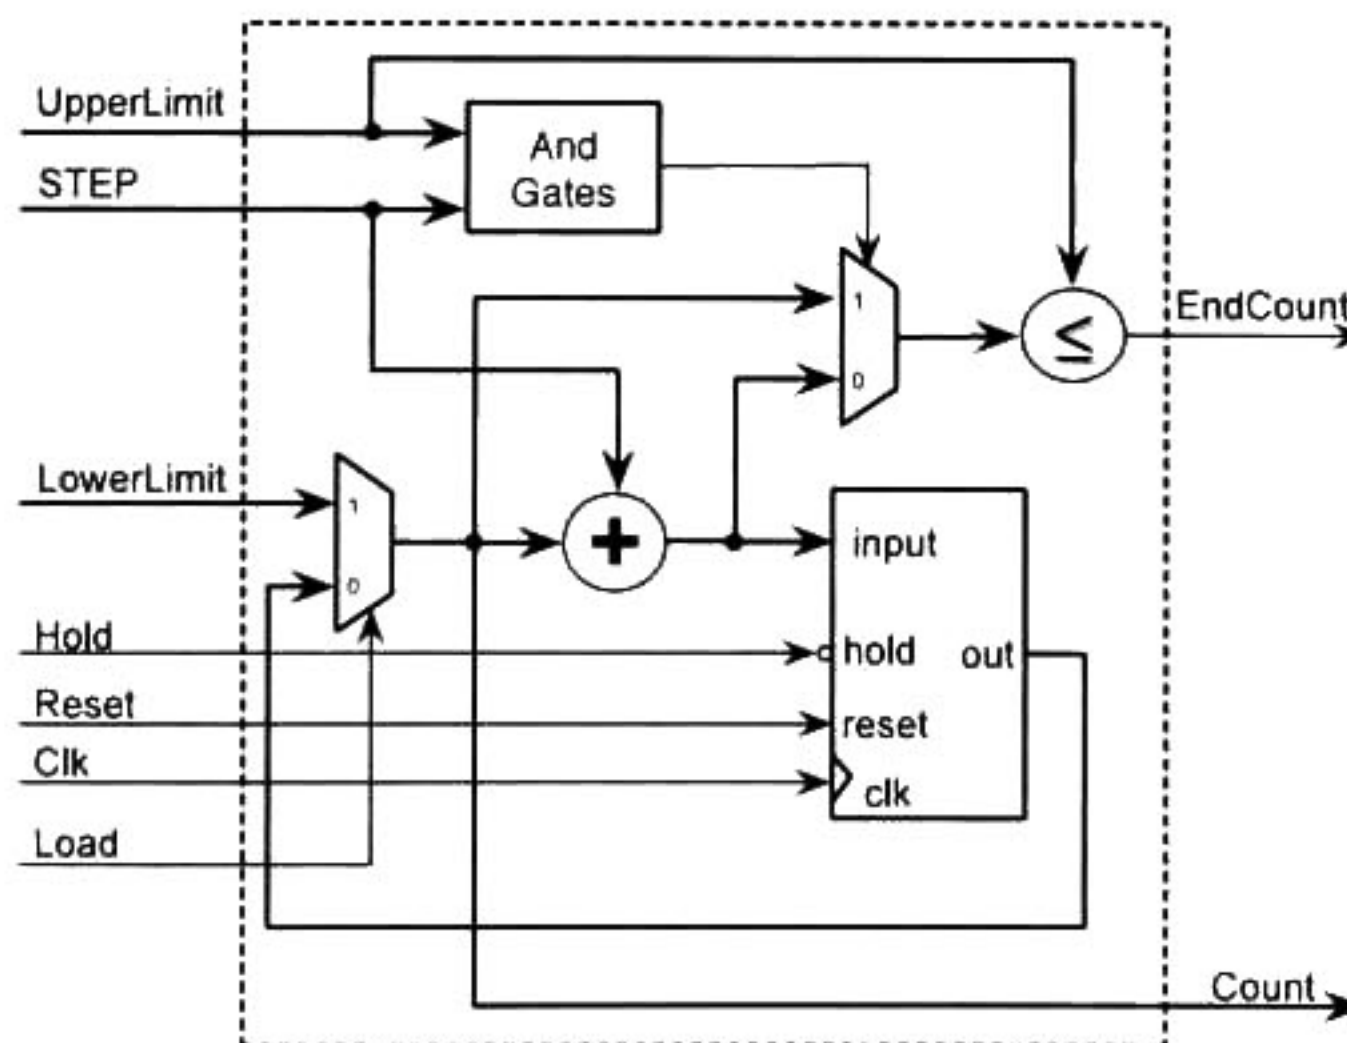 UpperLimit
STEP
And
Gates
1
EndCount
≤
0
LowerLimit
1
+
input
0
Hold
hold
out
Reset
reset
Clk
clk
Load
Count